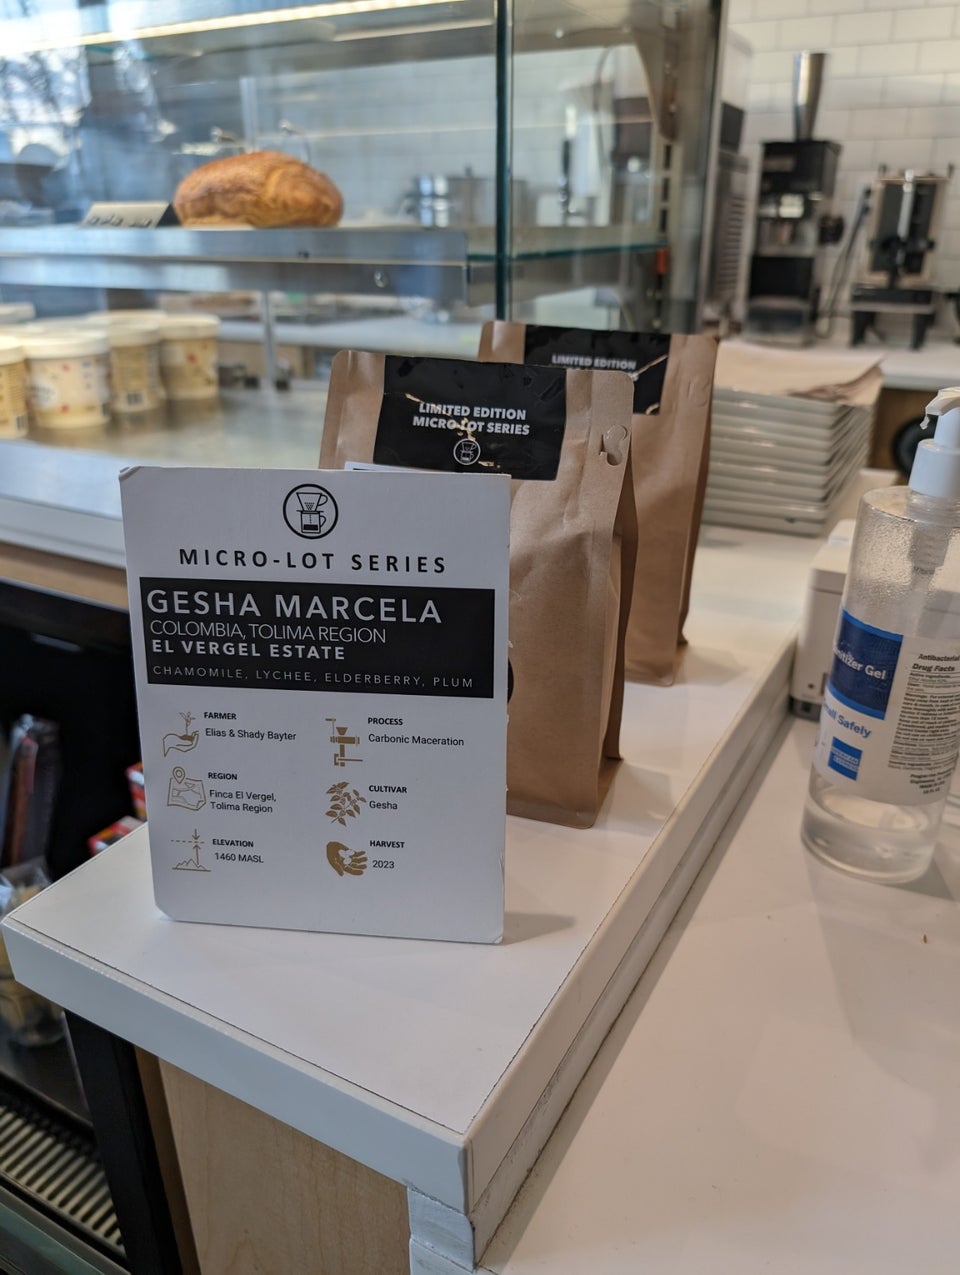 LIMITED EDITION
LIMITED EDITION
MICRO-LOT SERIES
MICRO-LOT SERIES
GESHA MARCELA
COLOMBIA, TOLIMA REGION
EL VERGEL ESTATE
CHAMOMILE, LYCHEE, ELDERBERRY, PLUM
FARMER
Elias & Shady Bayter
PROCESS
Carbonic Maceration
REGION
Finca El Vergel,
Tolima Region
CULTIVAR
Gesha
ELEVATION
1460 MASL
HARVEST
2023
Gel
Safely
Antibacterial
Drug Facts